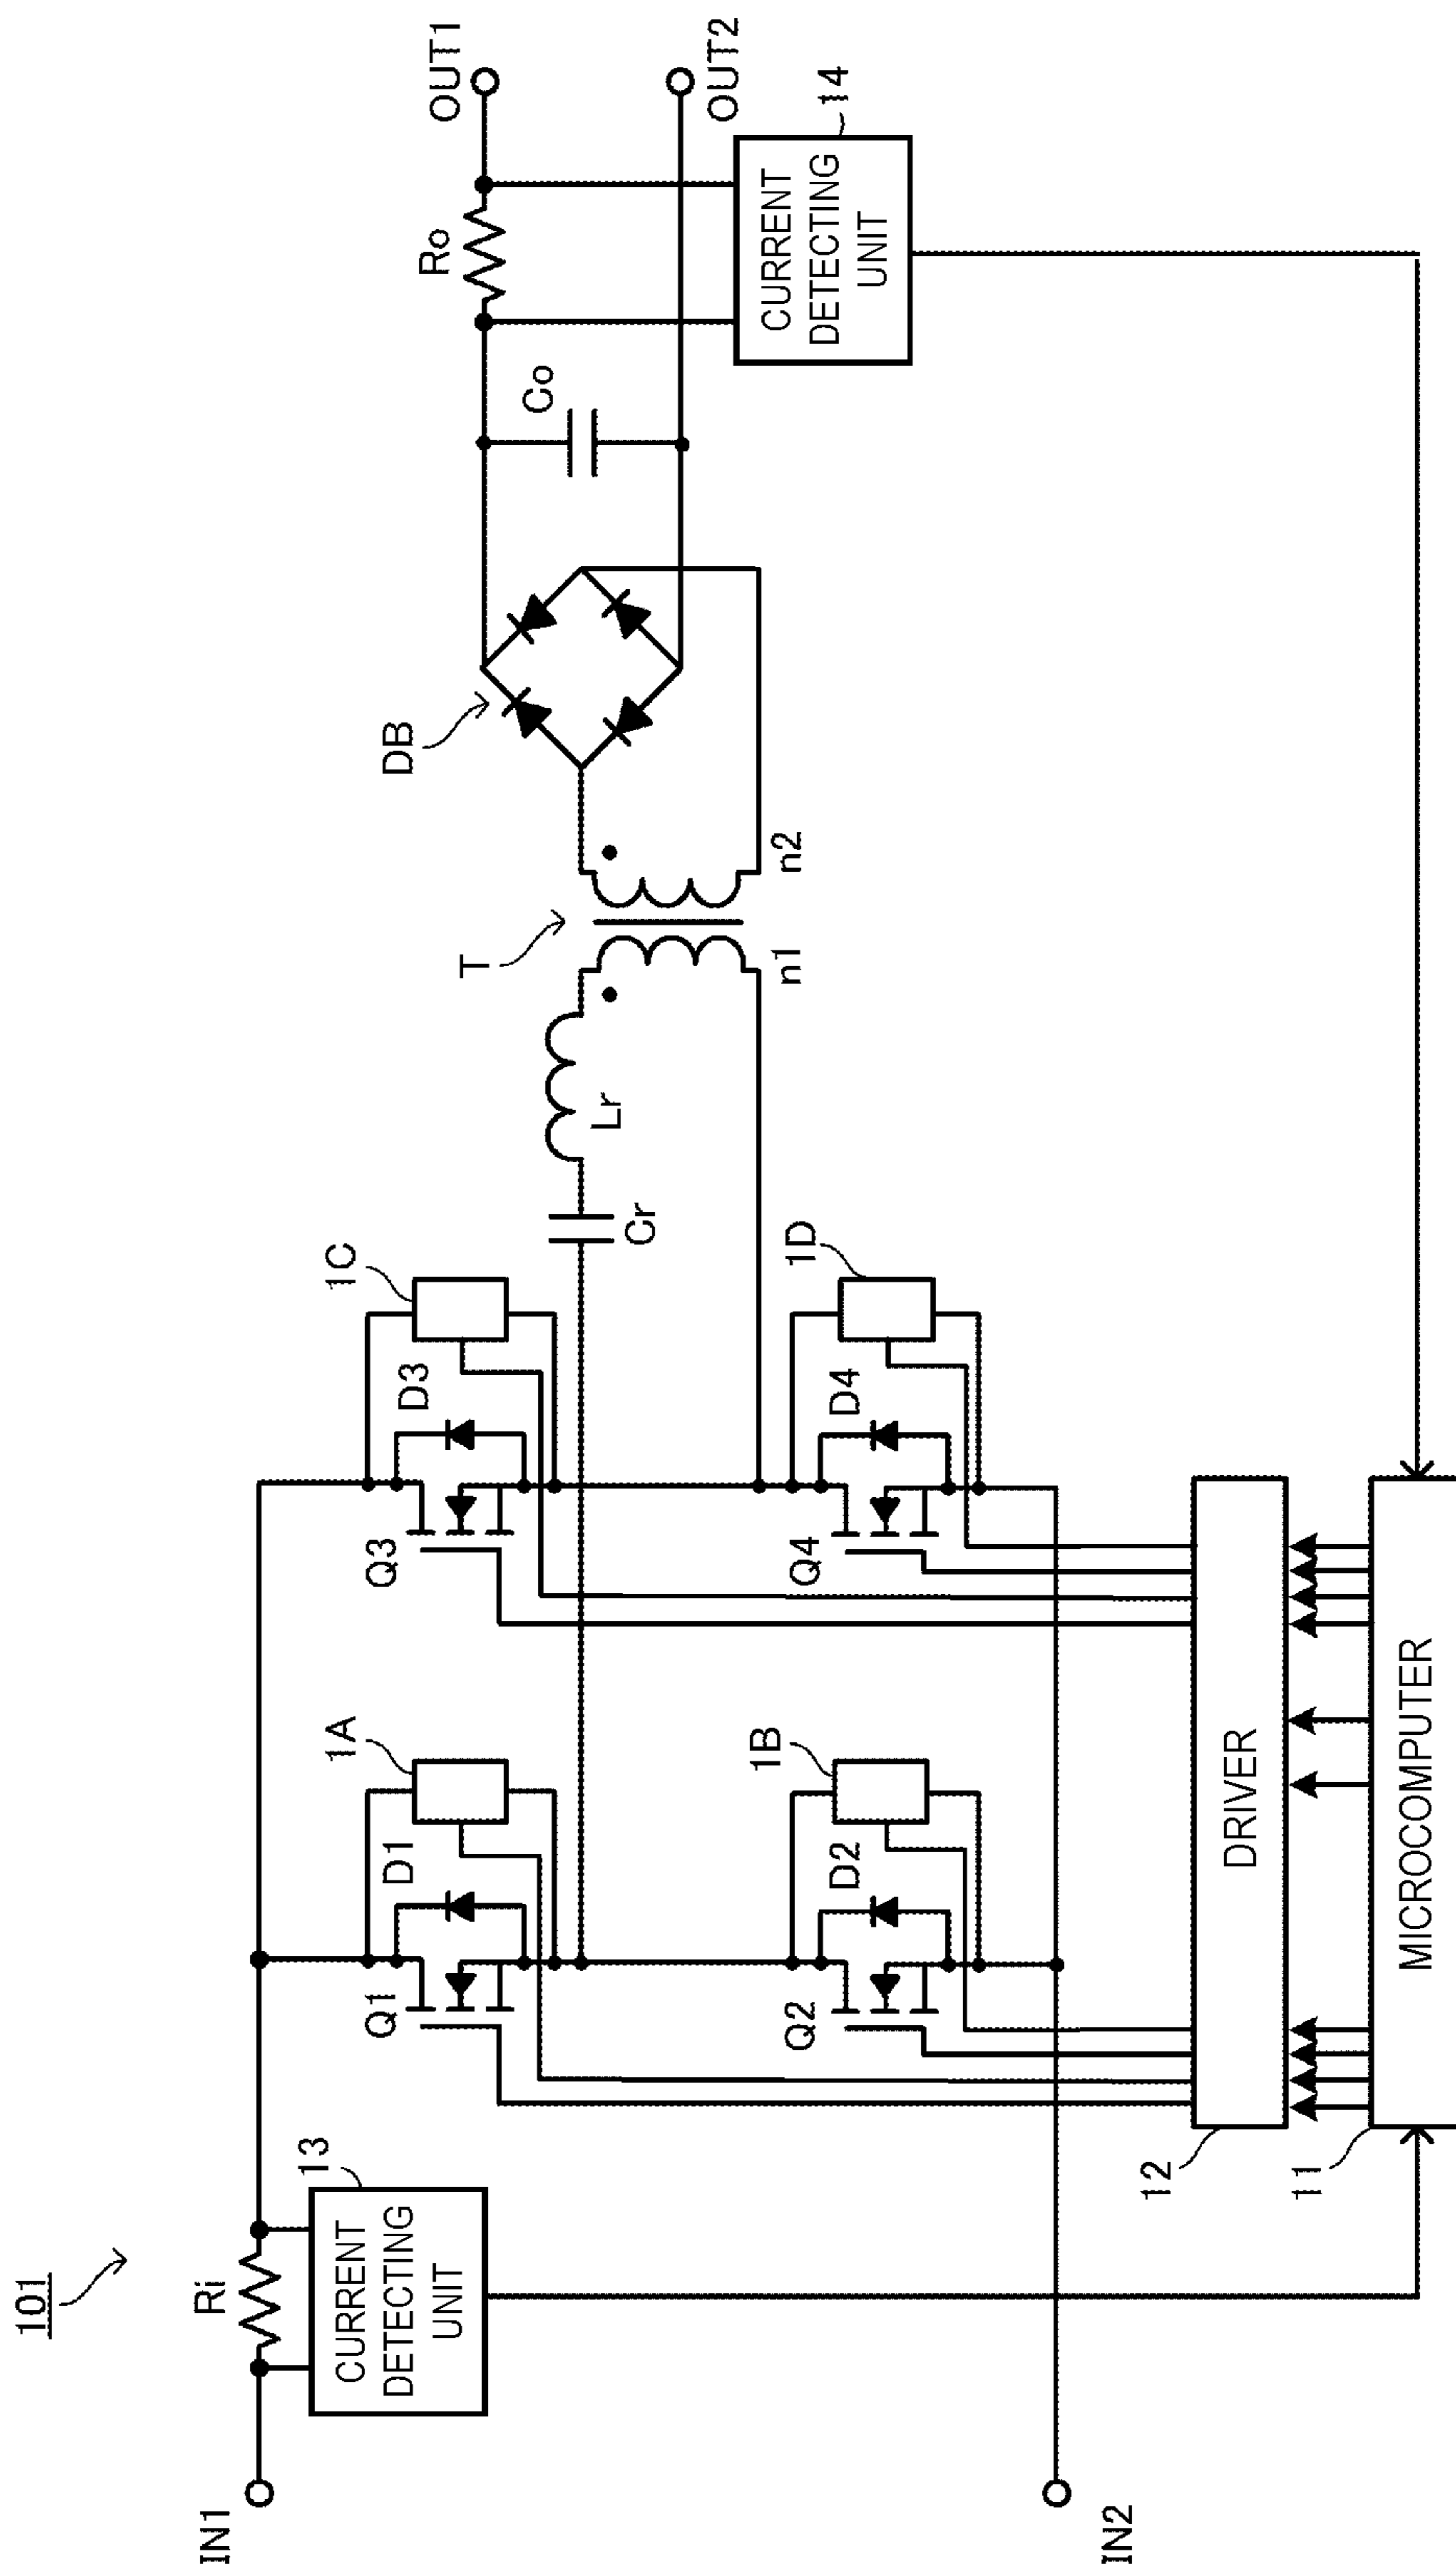 101
IN1
Ri
CURRENT
DETECTING
UNIT
13
IN2
Q1
D1
1A
Q2
D2
1B
Q3
D3
1C
Q4
D4
1D
Cr
Lr
T
n1
n2
DB
Co
Ro
OUT1
OUT2
CURRENT
DETECTING
UNIT
14
12
DRIVER
11
MICROCOMPUTER